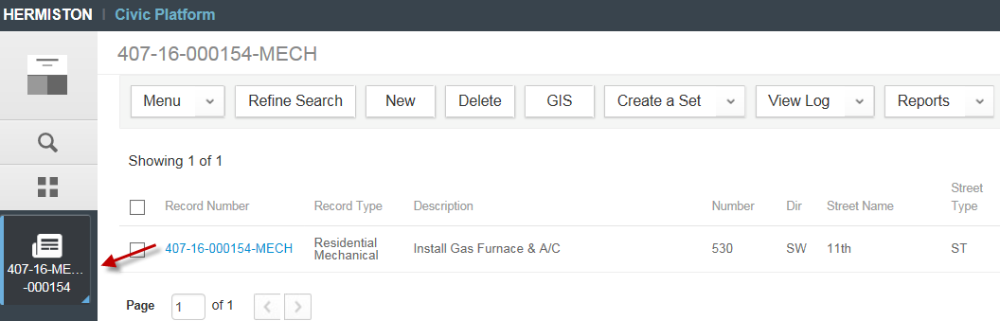 HERMISTON | Civic Platform
407-16-000154-MECH
Menu Refine Search New Delete GIS Create a Set View Log Reports
Showing 1 of 1
Record Number Record Type Description Number Dir Street Name Street Type
407-16-000154-MECH Residential Mechanical Install Gas Furnace & A/C 530 SW 11th ST
407-16-ME...
-000154
Page 1 of 1